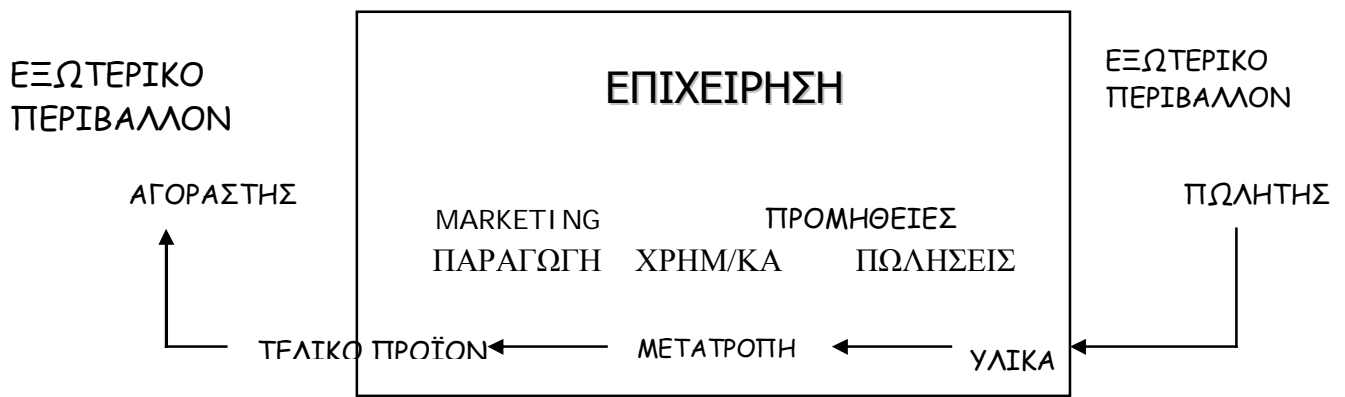 ΕΞΩΤΕΡΙΚΟ
ΠΕΡΙΒΑΛΛΟΝ
ΕΠΙΧΕΙΡΗΣΗ
ΕΞΩΤΕΡΙΚΟ
ΠΕΡΙΒΑΛΛΟΝ
ΑΓΟΡΑΣΤΗΣ
ΠΩΛΗΤΗΣ
MARKETING ΠΡΟΜΗΘΕΙΕΣ
ΠΑΡΑΓΩΓΗ ΧΡΗΜ/ΚΑ ΠΩΛΗΣΕΙΣ
ΤΕΛΙΚΟ ΠΡΟΪΟΝ ΜΕΤΑΤΡΟΠΗ ΥΛΙΚΑ